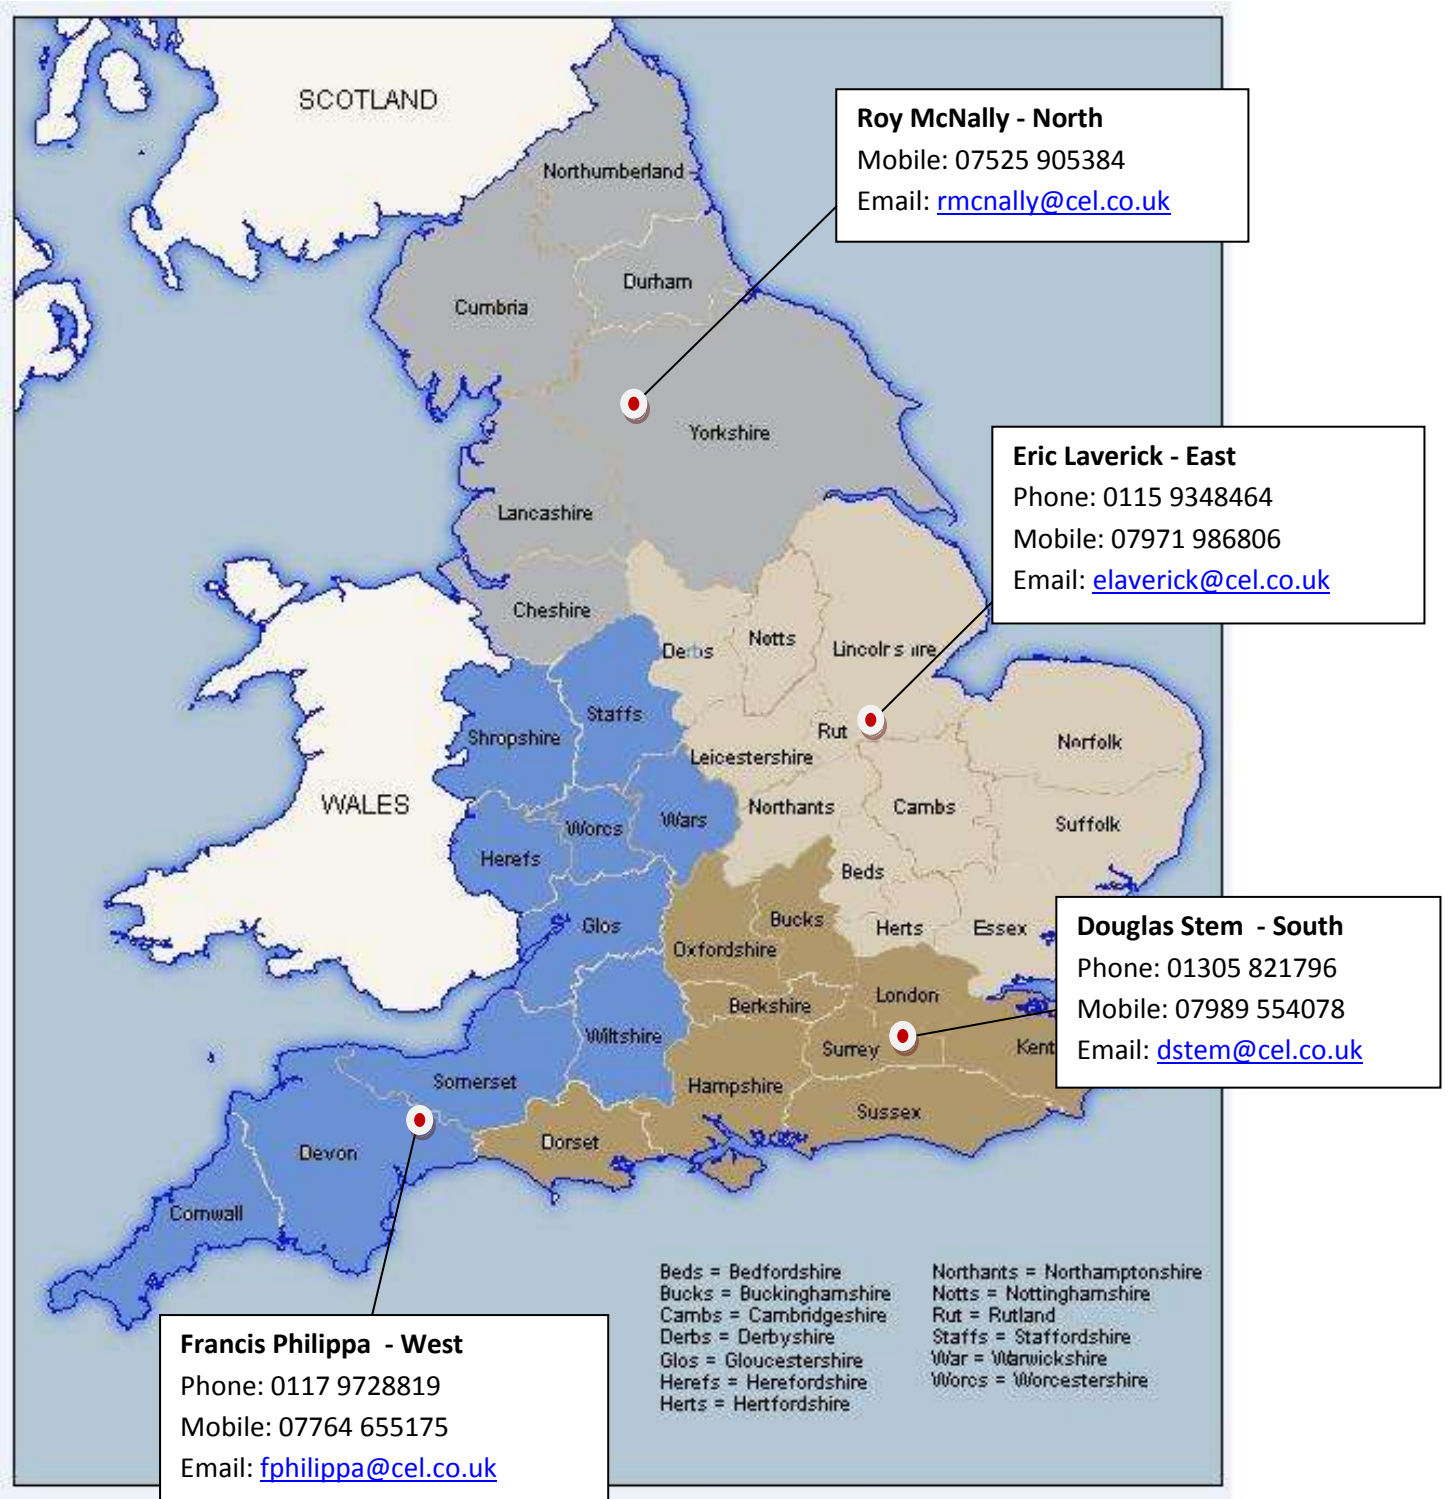 SCOTLAND
Roy McNally - North
Mobile: 07525 905384
Email: rmcnally@cel.co.uk
Northumberland
Durham
Cumbria
Yorkshire
Eric Laverick - East
Phone: 0115 9348464
Mobile: 07971 986806
Email: elaverick@cel.co.uk
Lancashire
Cheshire
Derbs
Notts
Lincolnshire
Staffs
Shropshire
Rut
Norfolk
Leicestershire
WALES
Northants
Cambs
Worcs
Wars
Suffolk
Herefs
Beds
Glos
Bucks
Herts
Essex
Oxfordshire
Douglas Stem - South
Phone: 01305 821796
Mobile: 07989 554078
Email: dstem@cel.co.uk
London
Berkshire
Wiltshire
Surrey
Kent
Somerset
Hampshire
Sussex
Dorset
Devon
Cornwall
Francis Philippa - West
Phone: 0117 9728819
Mobile: 07764 655175
Email: fphilippa@cel.co.uk
Beds = Bedfordshire
Bucks = Buckinghamshire
Cambs = Cambridgeshire
Derbs = Derbyshire
Glos = Gloucestershire
Herefs = Herefordshire
Herts = Hertfordshire
Northants = Northamptonshire
Notts = Nottinghamshire
Rut = Rutland
Staffs = Staffordshire
War = Warwickshire
Worcs = Worcestershire